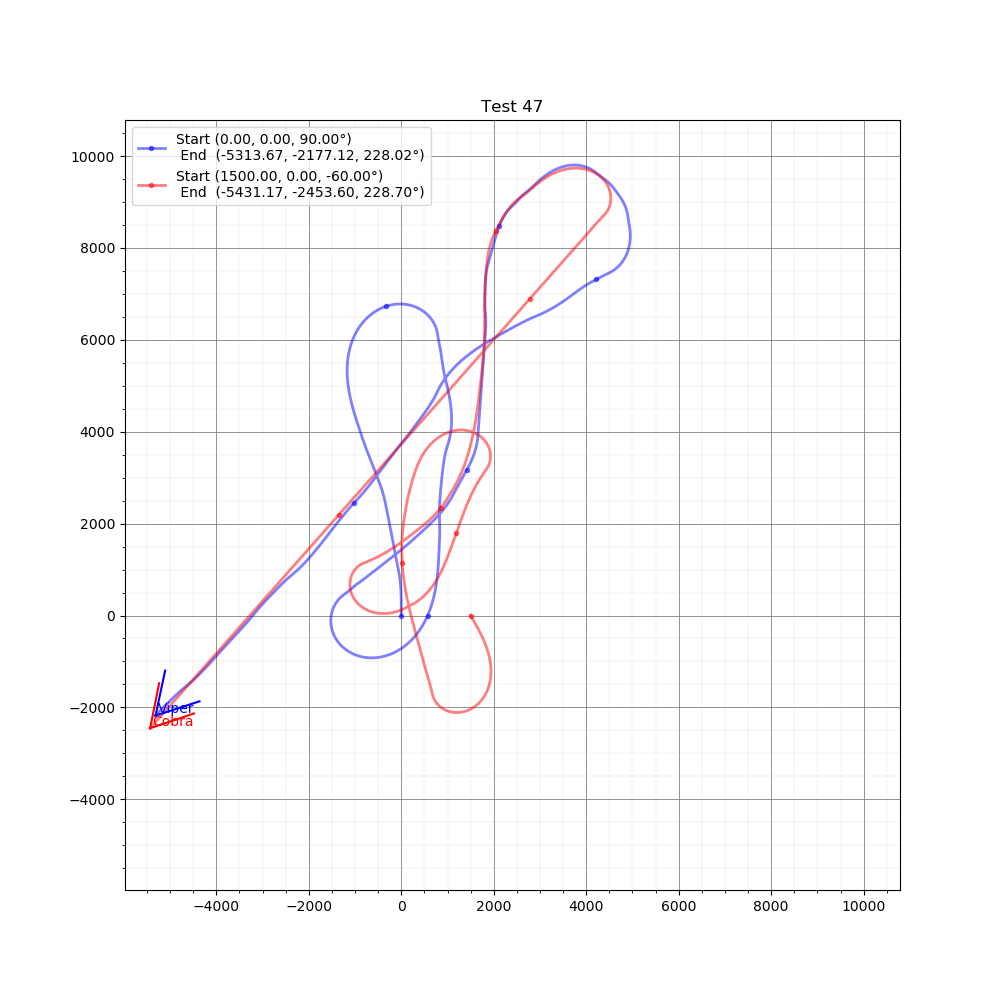 Test 47
Start (0.00, 0.00, 90.00°)
End (-5313.67, -2177.12, 228.02°)
Start (1500.00, 0.00, -60.00°)
End (-5431.17, -2453.60, 228.70°)
10000
8000
6000
4000
2000
0
−2000
−4000
Viper
Cobra
−4000 −2000 0 2000 4000 6000 8000 10000